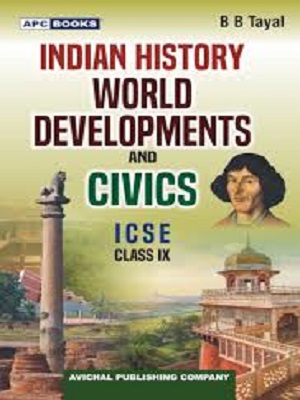 APC BOOKS
B B Tayal
INDIAN HISTORY
WORLD
DEVELOPMENTS
AND
CIVICS
ICSE
CLASS IX
AVICHAL PUBLISHING COMPANY